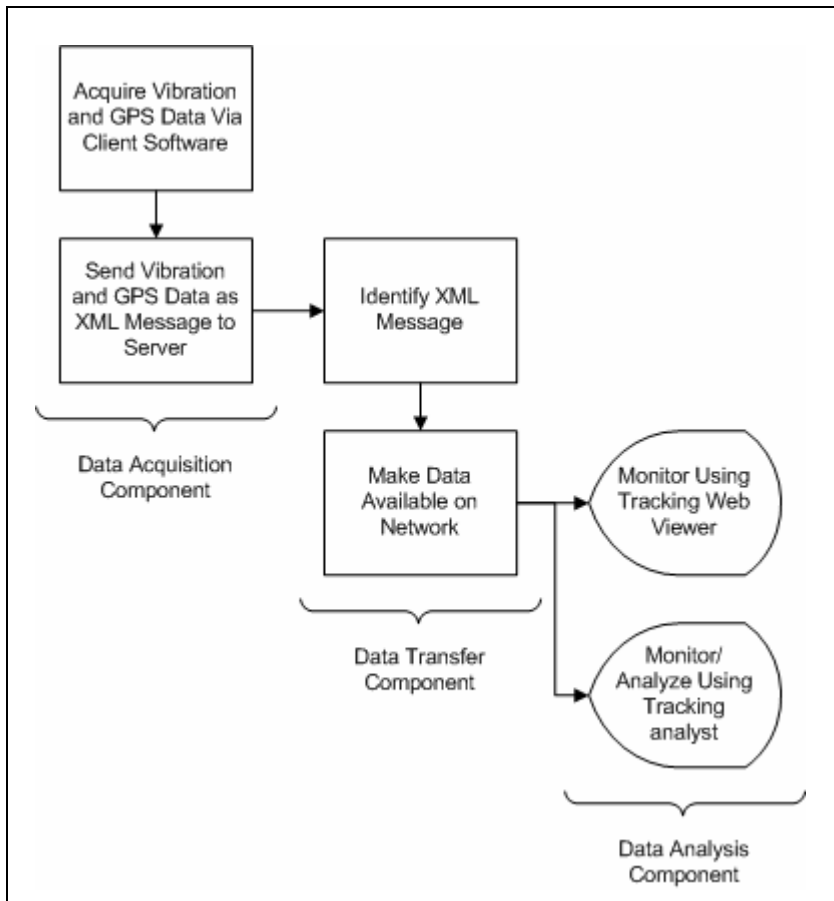 Acquire Vibration
and GPS Data Via
Client Software
Send Vibration
and GPS Data as
XML Message to
Server
Identify XML
Message
Data Acquisition
Component
Make Data
Available on
Network
Monitor Using
Tracking Web
Viewer
Data Transfer
Component
Monitor/
Analyze Using
Tracking
analyst
Data Analysis
Component